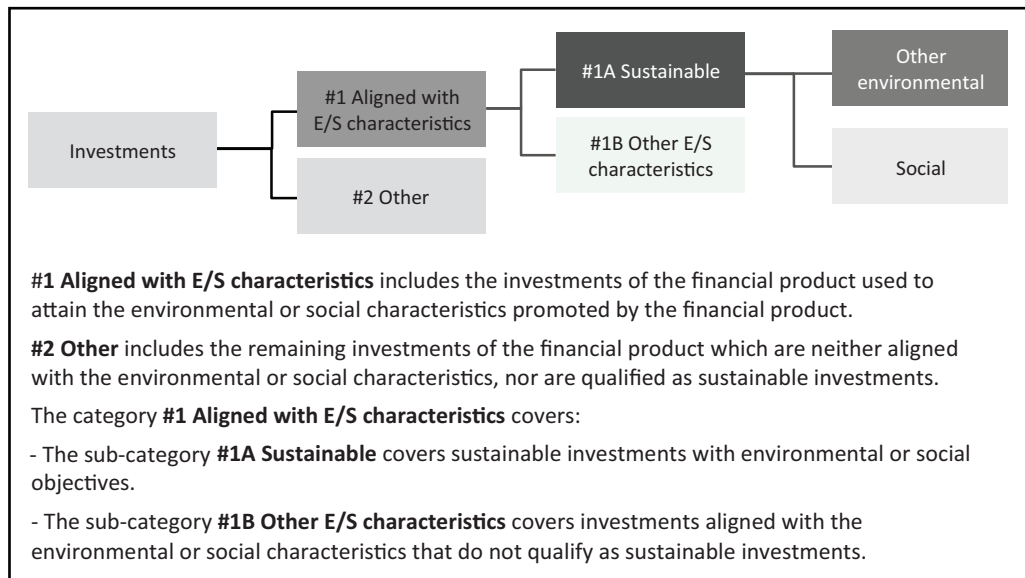 Investments
#1 Aligned with
E/S characteristics
#2 Other
#1A Sustainable
#1B Other E/S
characteristics
Other
environmental
Social
#1 Aligned with E/S characteristics includes the investments of the financial product used to
attain the environmental or social characteristics promoted by the financial product.
#2 Other includes the remaining investments of the financial product which are neither aligned
with the environmental or social characteristics, nor are qualified as sustainable investments.
The category #1 Aligned with E/S characteristics covers:
- The sub-category #1A Sustainable covers sustainable investments with environmental or social
objectives.
- The sub-category #1B Other E/S characteristics covers investments aligned with the
environmental or social characteristics that do not qualify as sustainable investments.